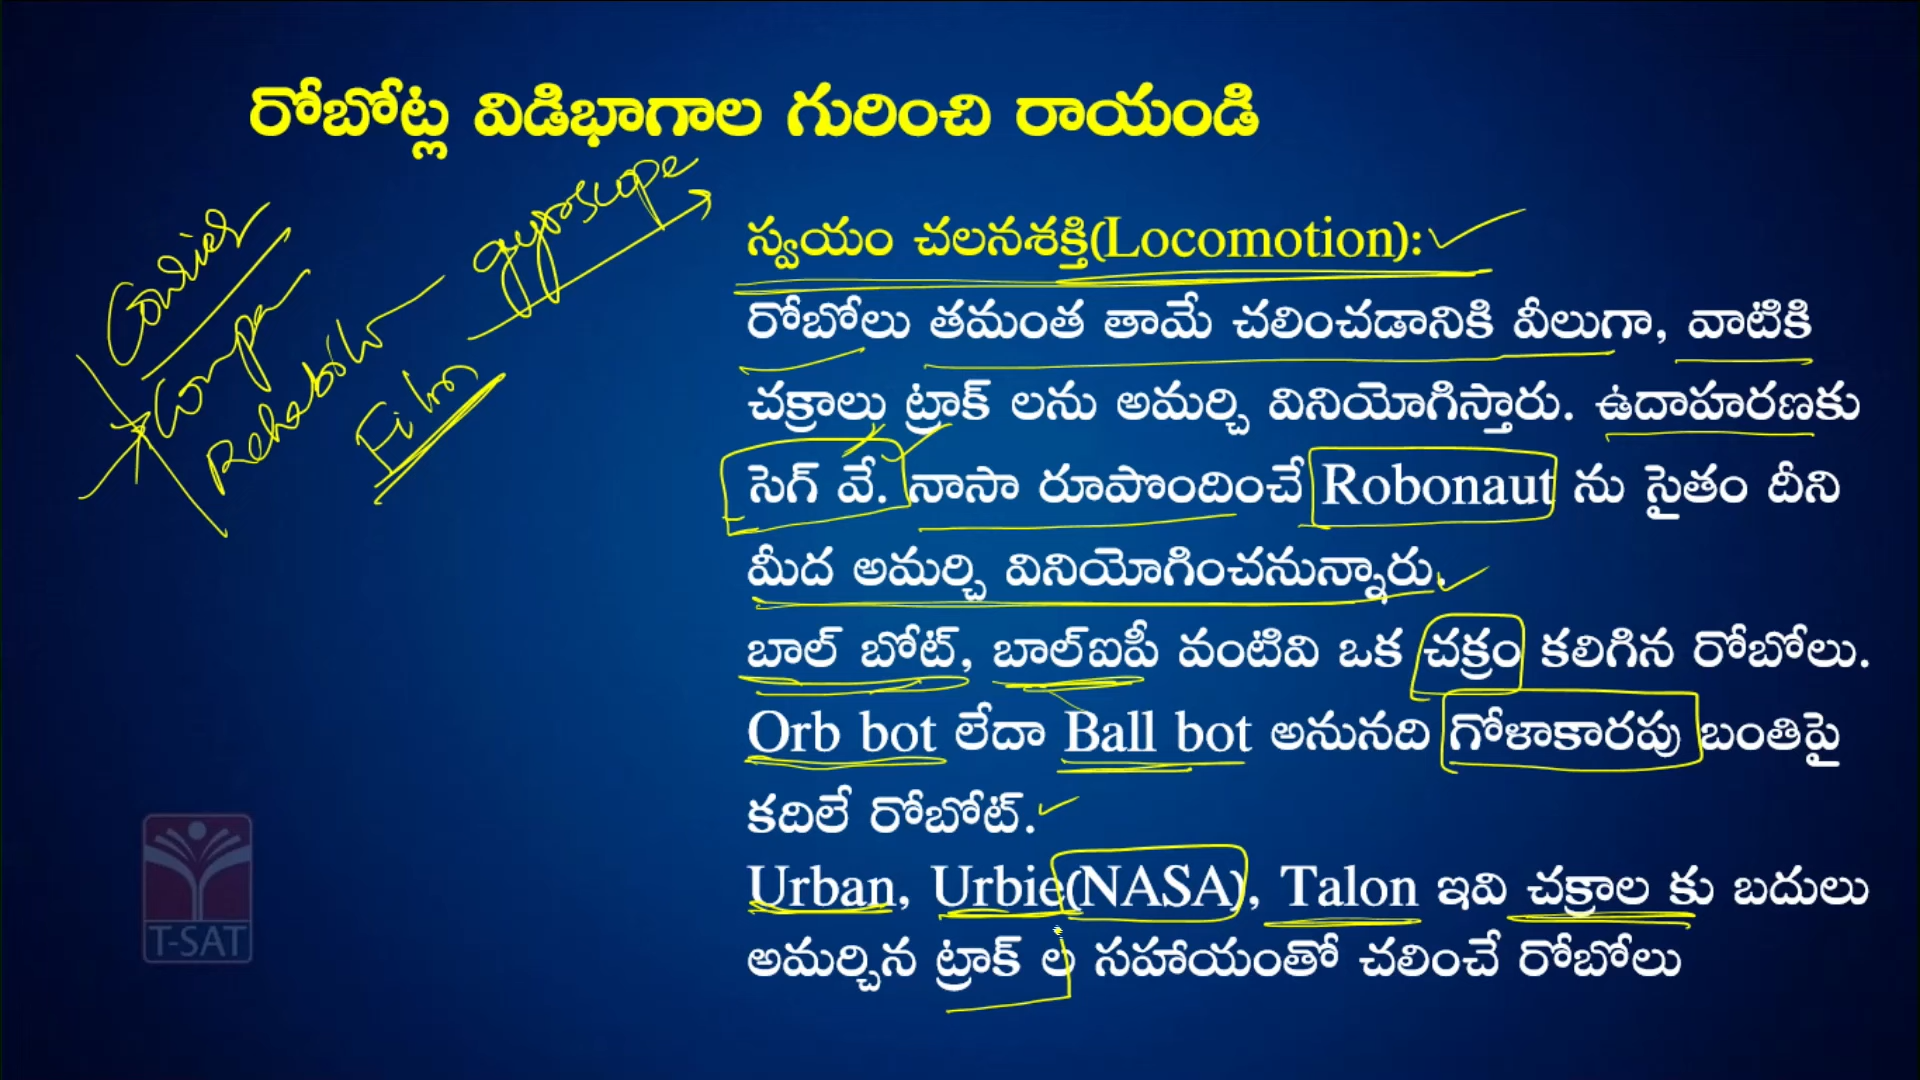 రోబోట్ల విడిభాగాల గురించి రాయండి
gyroscope
Film
స్వయం చలనశక్తి(Locomotion):
రోబోలు తమంత తామే చలించడానికి వీలుగా, వాటికి
చక్రాలు ట్రాక్ లను అమర్చి వినియోగిస్తారు. ఉదాహరణకు
సెగ్ వే. నాసా రూపొందించే Robonaut ను సైతం దీని
మీద అమర్చి వినియోగించనున్నారు.
బాల్ బోట్, బాల్ఐపీ వంటివి ఒక చక్రం కలిగిన రోబోలు.
Orb bot లేదా Ball bot అనునది గోళాకారపు బంతిపై
కదిలే రోబోట్.
Urban, Urbie(NASA), Talon ఇవి చక్రాల కు బదులు
అమర్చిన ట్రాక్ ల సహాయంతో చలించే రోబోలు
T-SAT